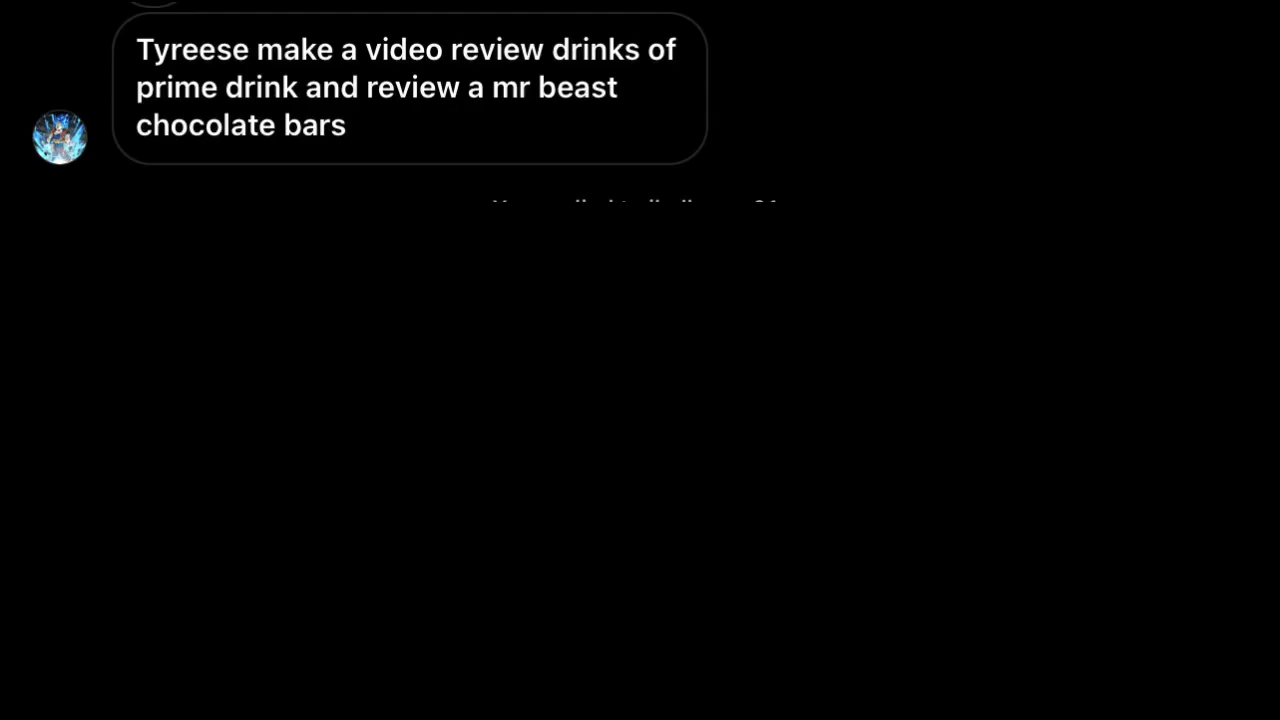 Tyreese make a video review drinks of
prime drink and review a mr beast
chocolate bars